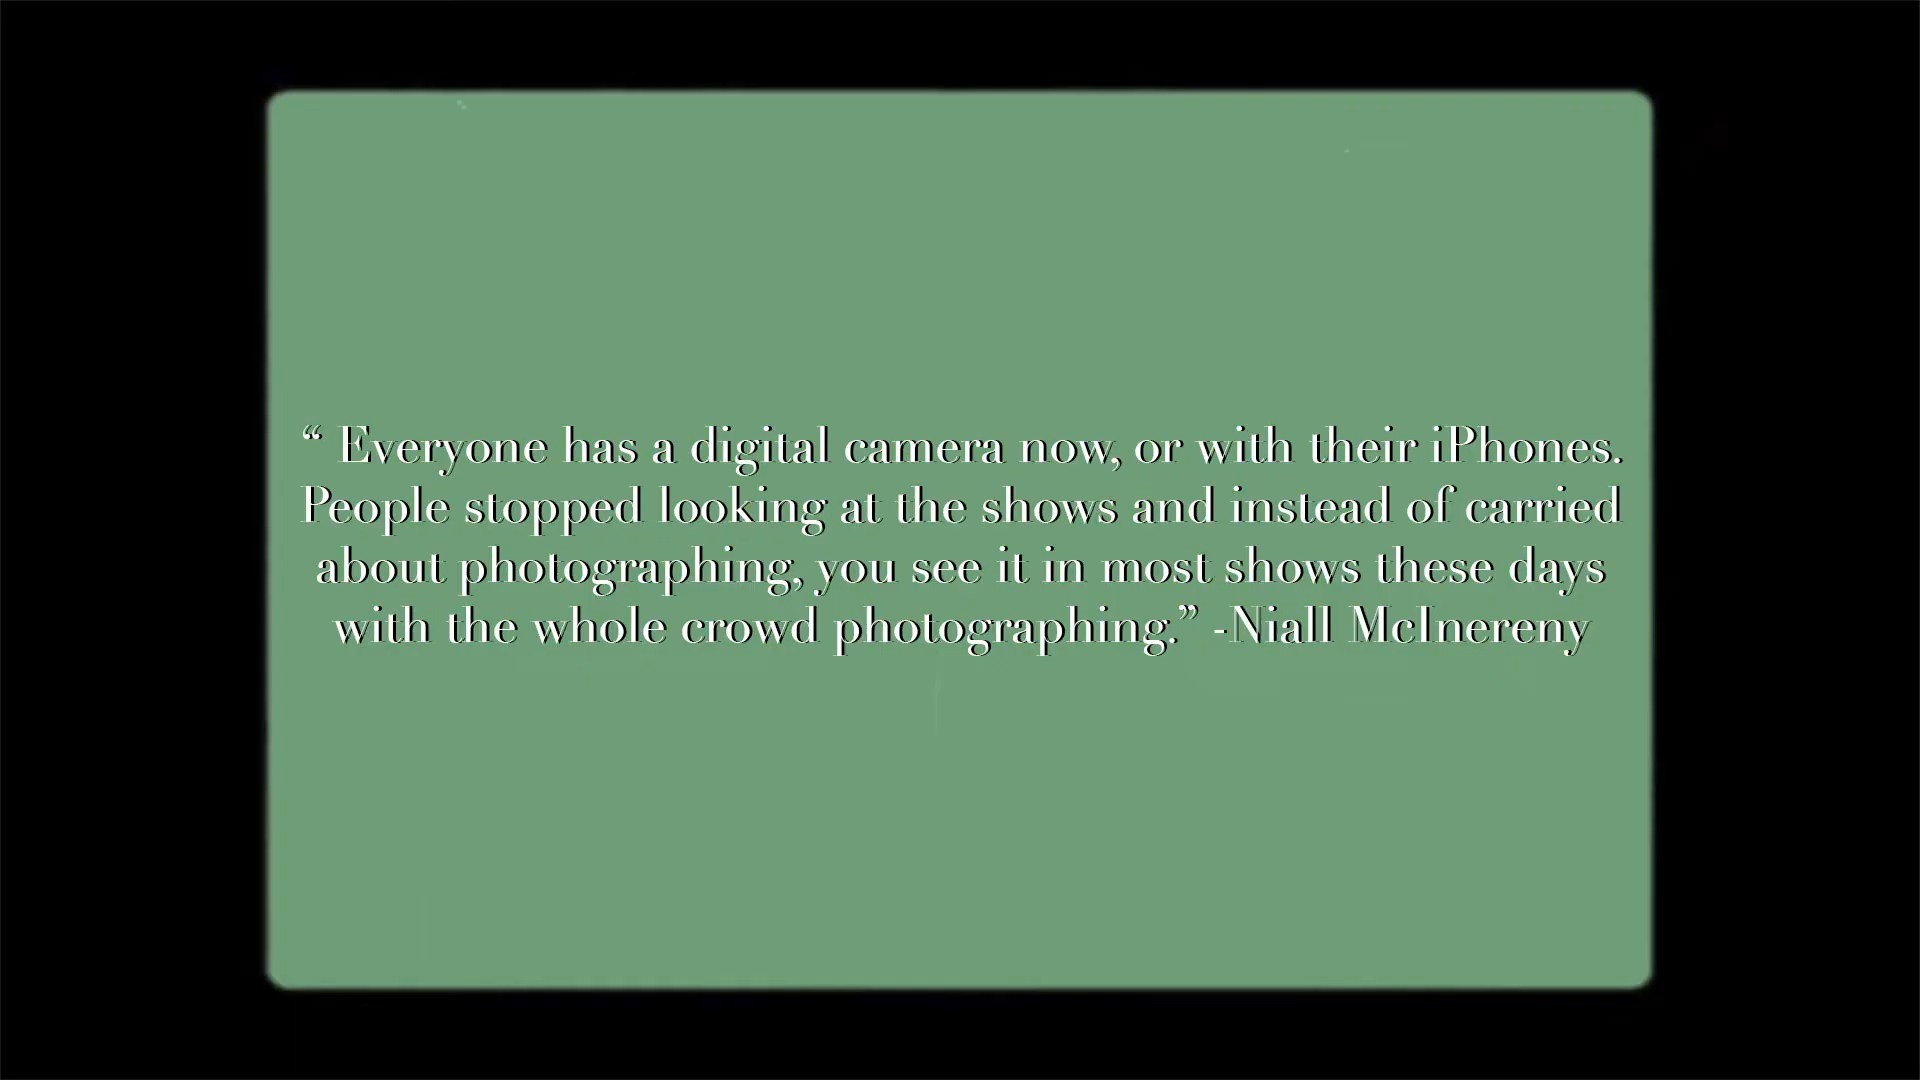 “ Everyone has a digital camera now, or with their iPhones.
People stopped looking at the shows and instead of carried
about photographing, you see it in most shows these days
with the whole crowd photographing.” -Niall McInereny